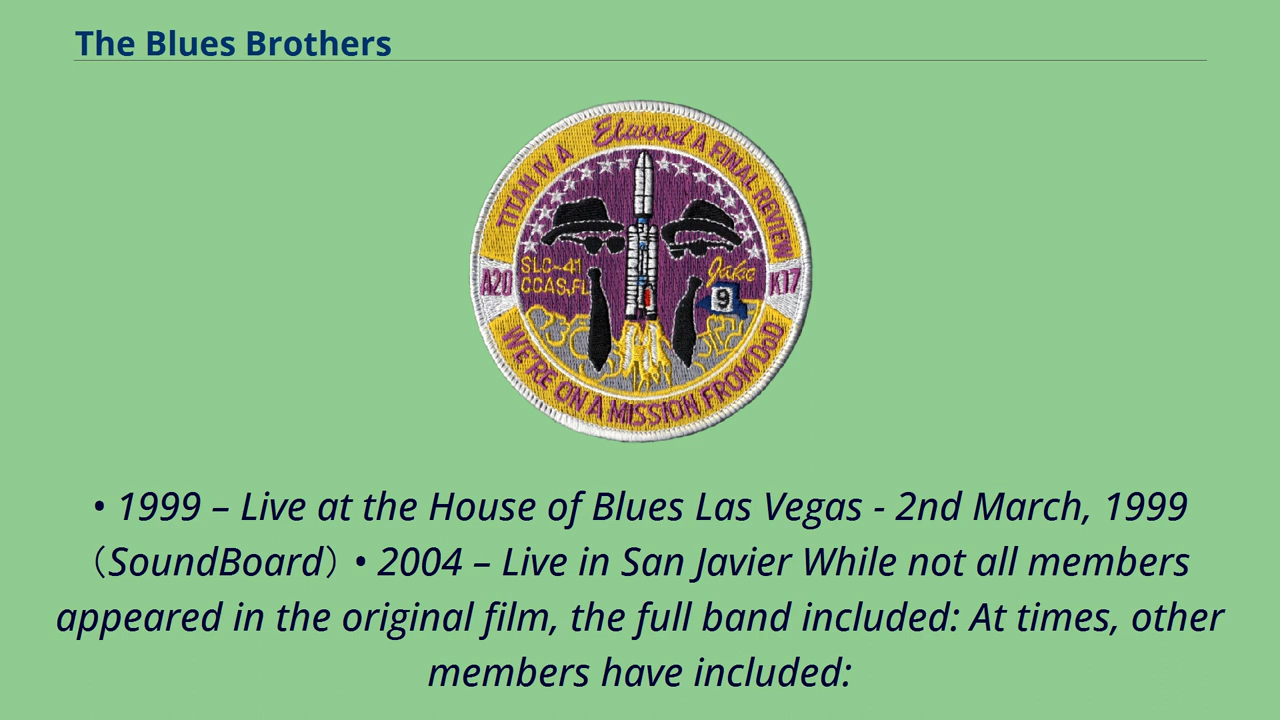 The Blues Brothers
Elwood
TITAN IV A
A FINAL REVIEW
SLC-41
CCAS,FL
Jake
9
A20
K17
WE'RE ON A MISSION FROM DoD
• 1999 – Live at the House of Blues Las Vegas - 2nd March, 1999
（SoundBoard） • 2004 – Live in San Javier While not all members
appeared in the original film, the full band included: At times, other
members have included: